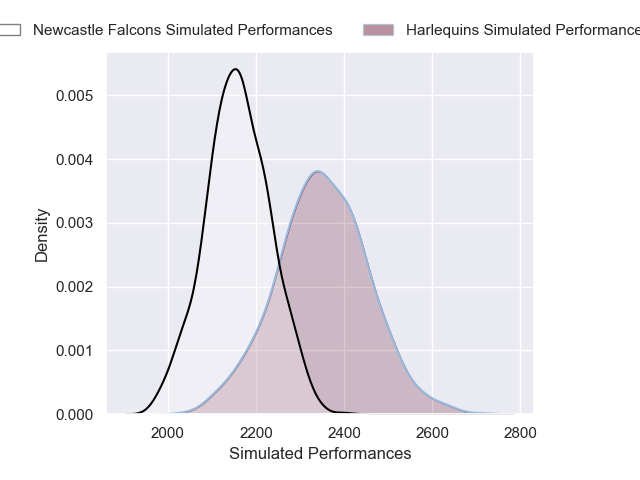 Newcastle Falcons Simulated Performances
Harlequins Simulated Performance
0.005
0.004
0.003
0.002
0.001
0.000
Density
2000 2200 2400 2600 2800
Simulated Performances